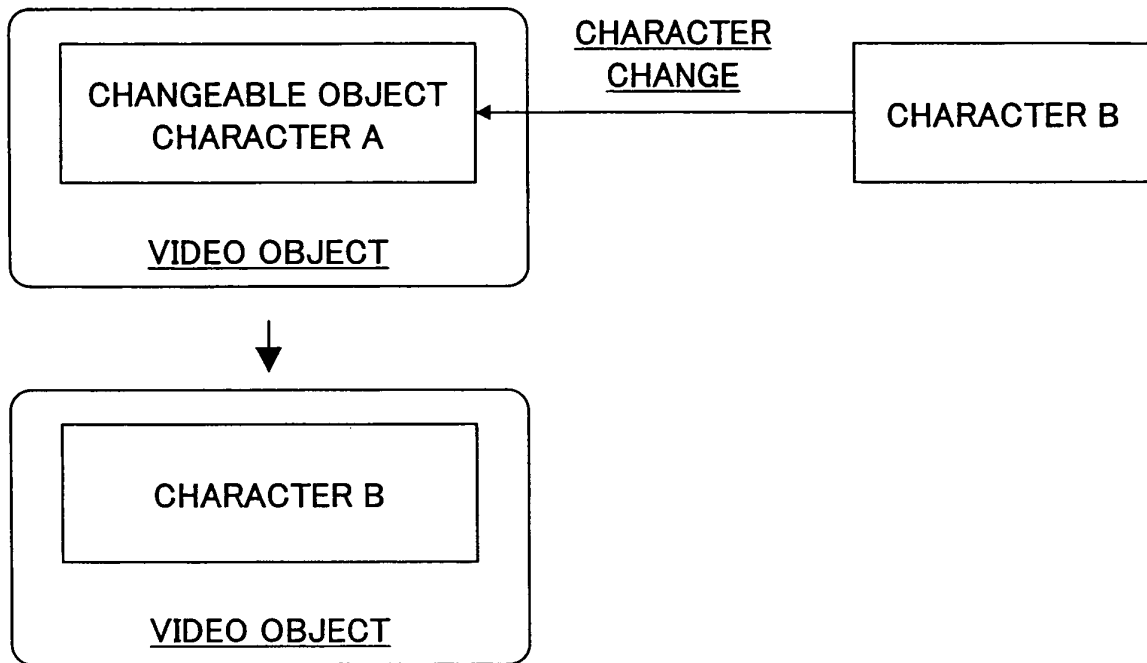 CHANGEABLE OBJECT
CHARACTER A
VIDEO OBJECT
CHARACTER
CHANGE
CHARACTER B
CHARACTER B
VIDEO OBJECT